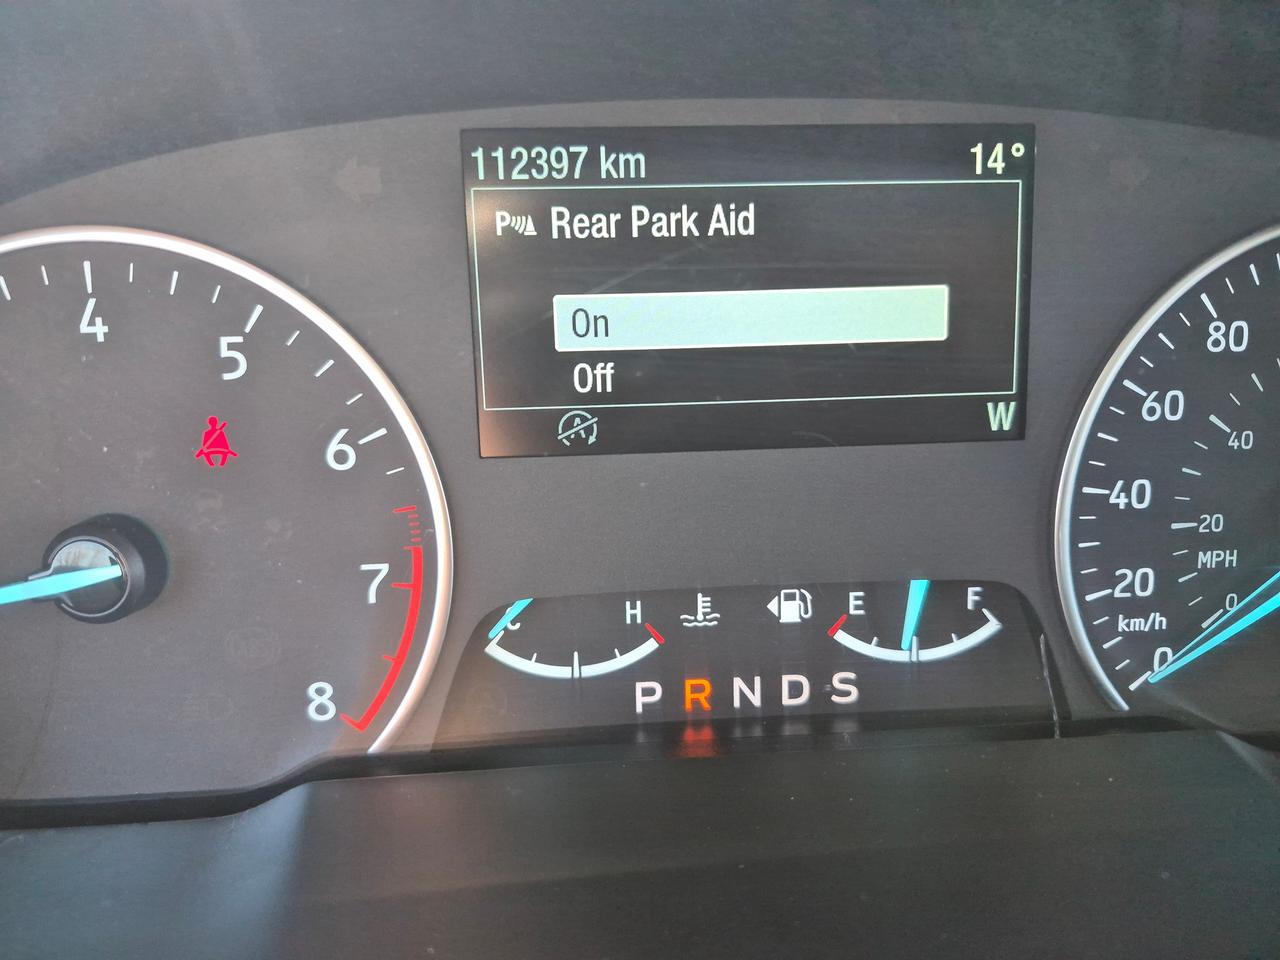 112397 km 14°
P Rear Park Aid
On
Off
A W
4
5
6
7
8
C H
E F
P R N D S
80
60
40
20
km/h
0
40
20
MPH
0